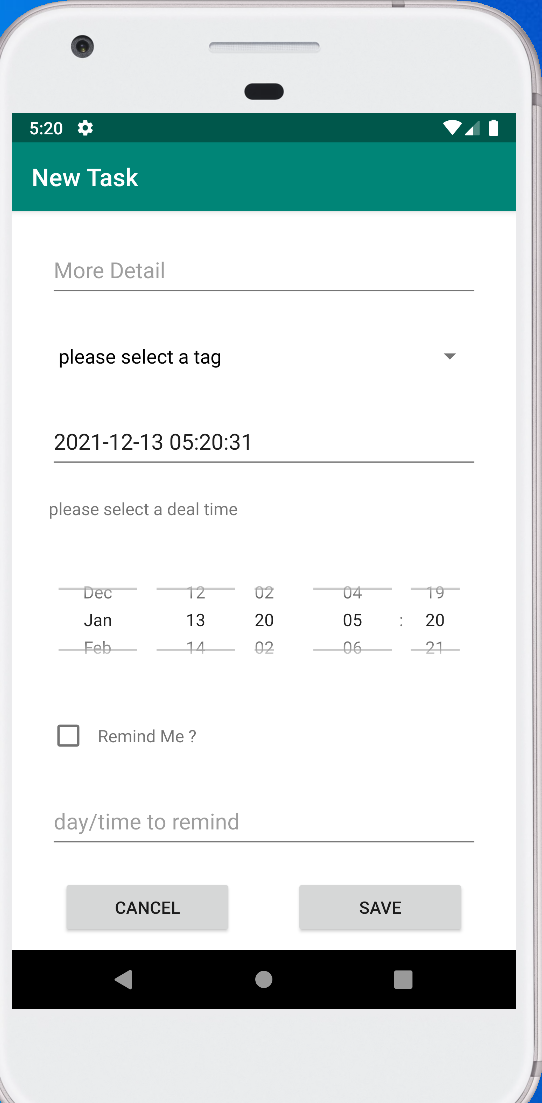 5:20
New Task
More Detail
please select a tag
2021-12-13 05:20:31
please select a deal time
Dec 12 02 04 19
Jan 13 20 05 : 20
Feb 14 02 06 21
Remind Me ?
day/time to remind
CANCEL SAVE